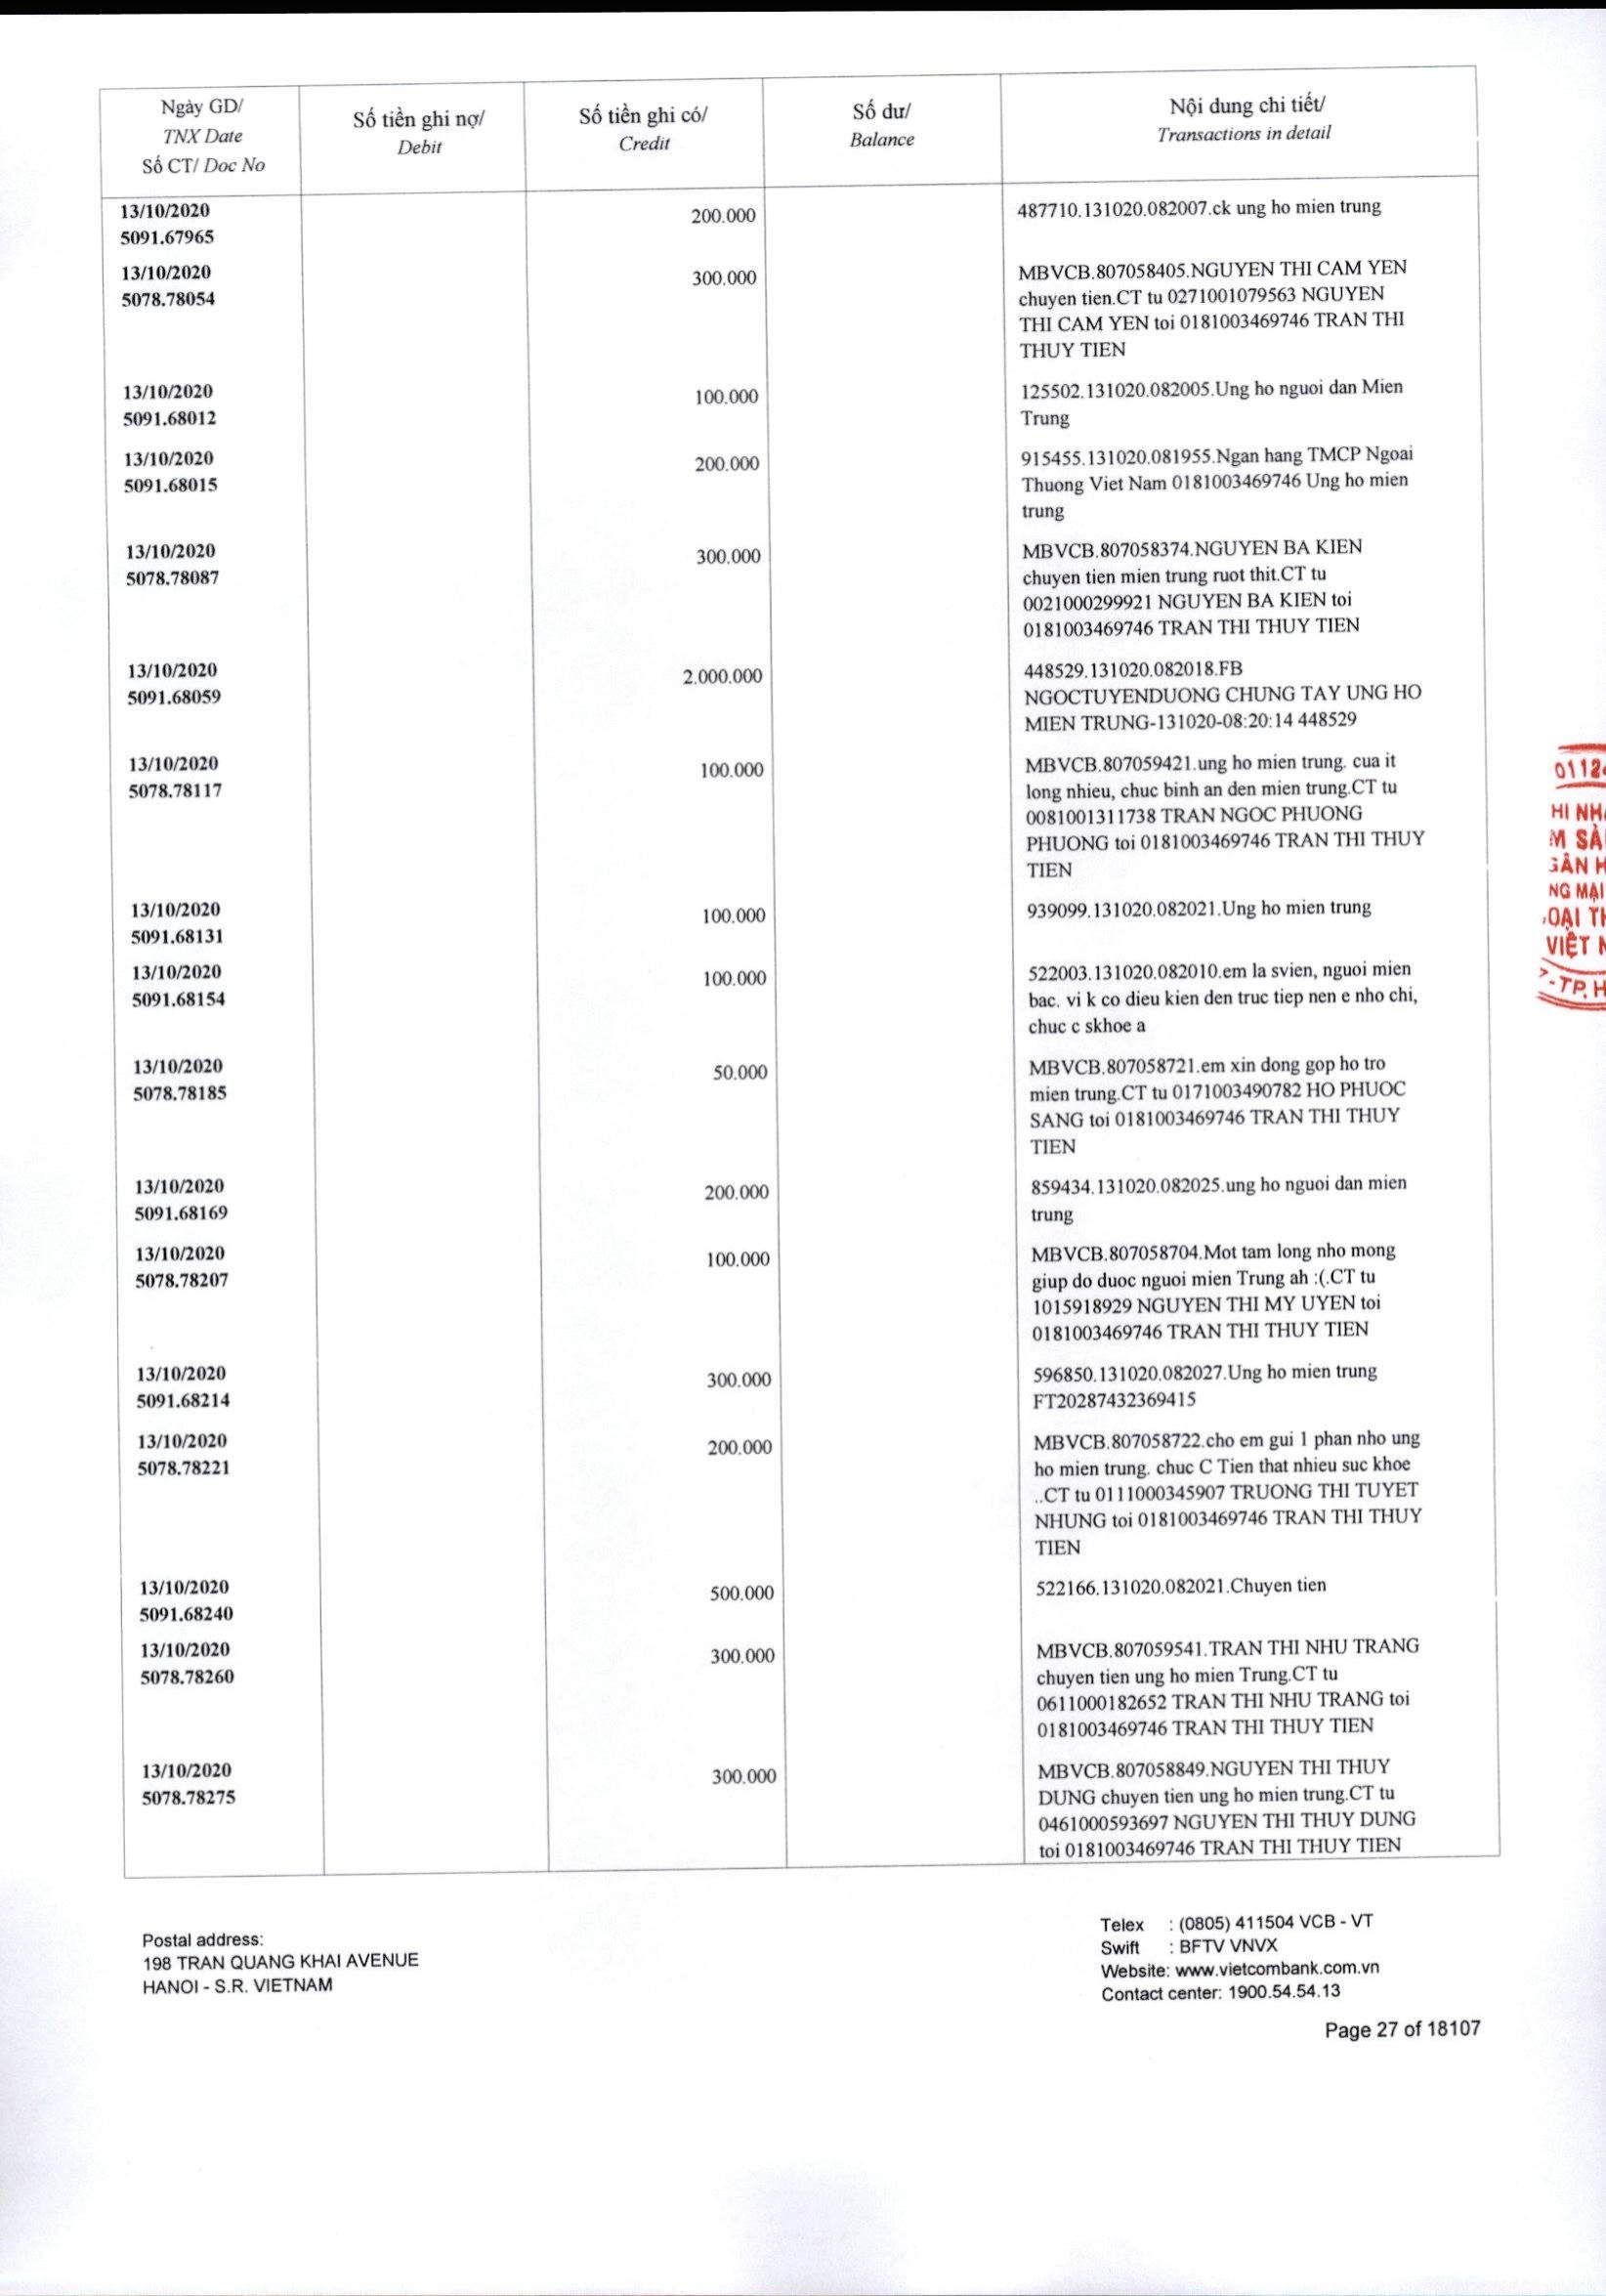 Ngày GD/
TNX Date
Số CT/ Doc No
Số tiền ghi nợ/
Debit
Số tiền ghi có/
Credit
Số dư/
Balance
Nội dung chi tiết/
Transactions in detail
13/10/2020
5091.67965
200.000
487710.131020.082007.ck ung ho mien trung
13/10/2020
5078.78054
300.000
MBVCB.807058405.NGUYEN THI CAM YEN
chuyen tien.CT tu 0271001079563 NGUYEN
THI CAM YEN toi 0181003469746 TRAN THI
THUY TIEN
13/10/2020
5091.68012
100.000
125502.131020.082005.Ung ho nguoi dan Mien
Trung
13/10/2020
5091.68015
200.000
915455.131020.081955.Ngan hang TMCP Ngoai
Thuong Viet Nam 0181003469746 Ung ho mien
trung
13/10/2020
5078.78087
300.000
MBVCB.807058374.NGUYEN BA KIEN
chuyen tien mien trung ruot thit.CT tu
0021000299921 NGUYEN BA KIEN toi
0181003469746 TRAN THI THUY TIEN
13/10/2020
5091.68059
2.000.000
448529.131020.082018.FB
NGOCTUYENDUONG CHUNG TAY UNG HO
MIEN TRUNG-131020-08:20:14 448529
13/10/2020
5078.78117
100.000
MBVCB.807059421.ung ho mien trung. cua it
long nhieu, chuc binh an den mien trung.CT tu
0081001311738 TRAN NGOC PHUONG
PHUONG toi 0181003469746 TRAN THI THUY
TIEN
13/10/2020
5091.68131
100.000
939099.131020.082021.Ung ho mien trung
13/10/2020
5091.68154
100.000
522003.131020.082010.em la svien, nguoi mien
bac. vi k co dieu kien den truc tiep nen e nho chi,
chuc c skhoe a
13/10/2020
5078.78185
50.000
MBVCB.807058721.em xin dong gop ho tro
mien trung.CT tu 0171003490782 HO PHUOC
SANG toi 0181003469746 TRAN THI THUY
TIEN
13/10/2020
5091.68169
200.000
859434.131020.082025.ung ho nguoi dan mien
trung
13/10/2020
5078.78207
100.000
MBVCB.807058704.Mot tam long nho mong
giup do duoc nguoi mien Trung ah :(.CT tu
1015918929 NGUYEN THI MY UYEN toi
0181003469746 TRAN THI THUY TIEN
13/10/2020
5091.68214
300.000
596850.131020.082027.Ung ho mien trung
FT20287432369415
13/10/2020
5078.78221
200.000
MBVCB.807058722.cho em gui 1 phan nho ung
ho mien trung. chuc C Tien that nhieu suc khoe
..CT tu 0111000345907 TRUONG THI TUYET
NHUNG toi 0181003469746 TRAN THI THUY
TIEN
13/10/2020
5091.68240
500.000
522166.131020.082021.Chuyen tien
13/10/2020
5078.78260
300.000
MBVCB.807059541.TRAN THI NHU TRANG
chuyen tien ung ho mien Trung.CT tu
0611000182652 TRAN THI NHU TRANG toi
0181003469746 TRAN THI THUY TIEN
13/10/2020
5078.78275
300.000
MBVCB.807058849.NGUYEN THI THUY
DUNG chuyen tien ung ho mien trung.CT tu
0461000593697 NGUYEN THI THUY DUNG
toi 0181003469746 TRAN THI THUY TIEN
0112
HI NH
M SÀ
GÂN H
NG MẠI
OẠI TH
VIỆT N
-TP. H
Postal address:
198 TRAN QUANG KHAI AVENUE
HANOI - S.R. VIETNAM
Telex : (0805) 411504 VCB - VT
Swift : BFTV VNVX
Website: www.vietcombank.com.vn
Contact center: 1900.54.54.13
Page 27 of 18107